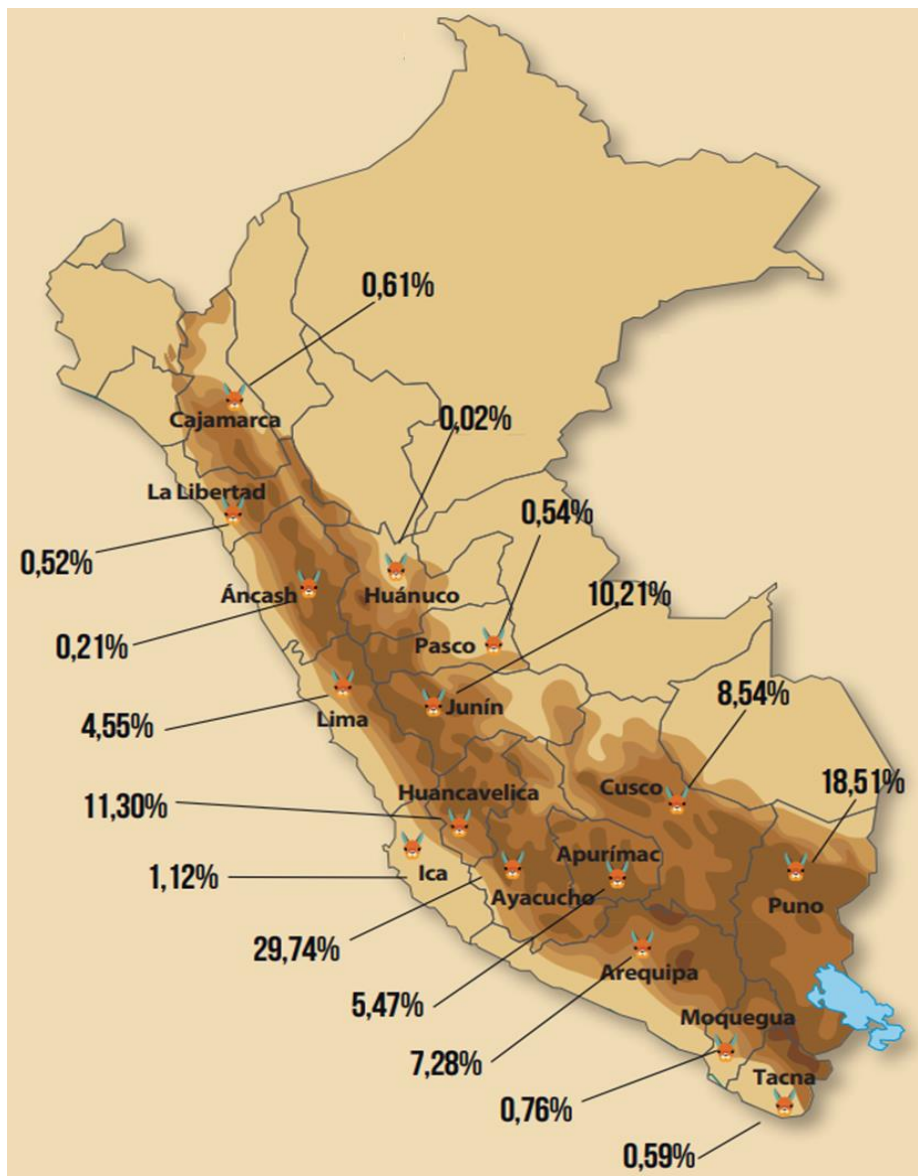 0,61%
Cajamarca
0,02%
La Libertad
0,54%
0,52%
Áncash
Huánuco
10,21%
0,21%
Pasco
8,54%
4,55%
Lima
Junín
18,51%
11,30%
Huancavelica
Cusco
1,12%
Ica
Apurímac
Ayacucho
Puno
29,74%
Arequipa
5,47%
Moquegua
7,28%
Tacna
0,76%
0,59%